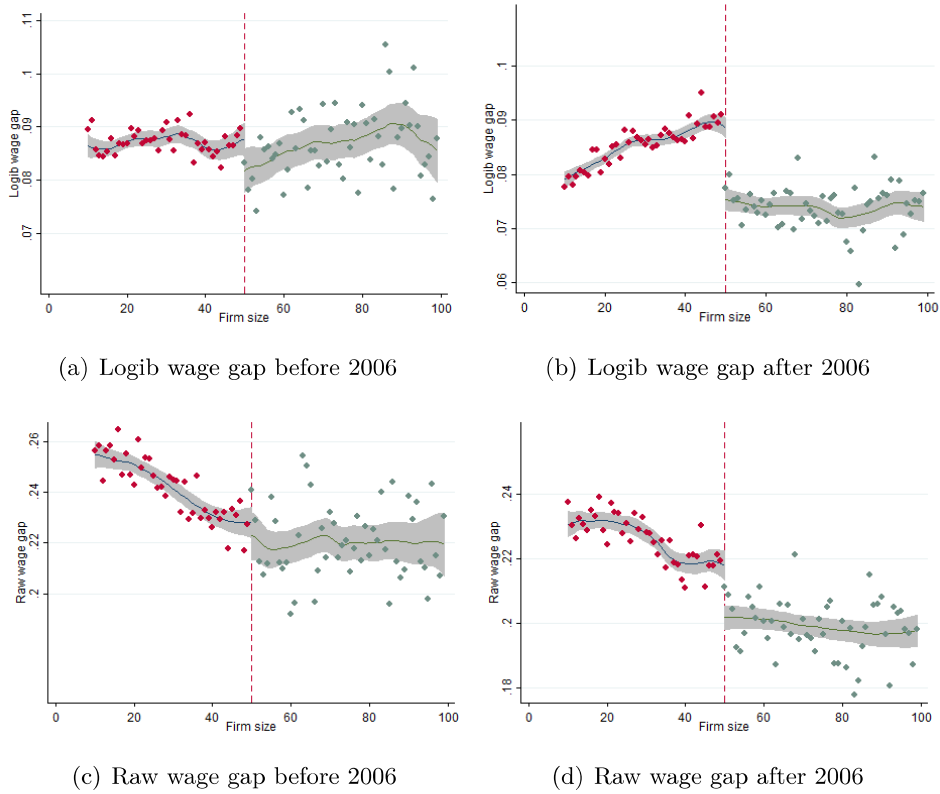 .11
.1
.09
.08
.07
Logib wage gap
0 20 40 60 80 100
Firm size
(a) Logib wage gap before 2006
.1
.09
.08
.07
.06
Logib wage gap
0 20 40 60 80 100
Firm size
(b) Logib wage gap after 2006
.26
.24
.22
.2
Raw wage gap
0 20 40 60 80 100
Firm size
(c) Raw wage gap before 2006
.24
.22
.2
.18
Raw wage gap
0 20 40 60 80 100
Firm size
(d) Raw wage gap after 2006